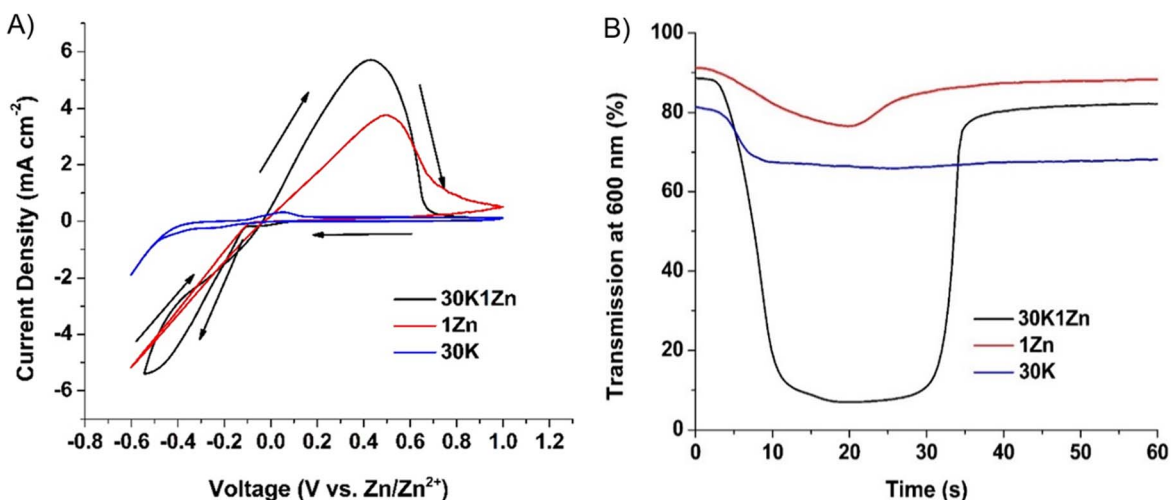 A)
6
4
2
0
-2
-4
-6
Current Density (mA cm-2)
30K1Zn
1Zn
30K
-0.8 -0.6 -0.4 -0.2 0.0 0.2 0.4 0.6 0.8 1.0 1.2
Voltage (V vs. Zn/Zn2+)
B)
100
80
60
40
20
0
Transmission at 600 nm (%)
30K1Zn
1Zn
30K
0 10 20 30 40 50 60
Time (s)